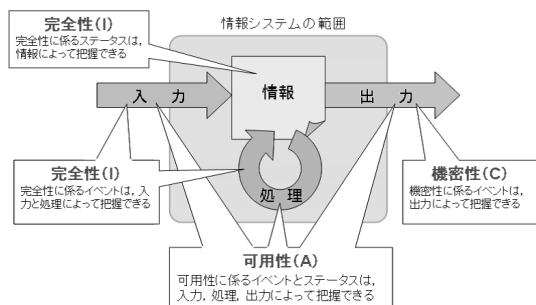 情報システムの範囲
完全性(I)
完全性に係るステータスは,
情報によって把握できる
入 力
情報
出 力
処 理
完全性(I)
完全性に係るイベントは, 入
力と処理によって把握できる
機密性(C)
機密性に係るイベントは,
出力によって把握できる
可用性(A)
可用性に係るイベントとステータスは,
入力, 処理, 出力によって把握できる